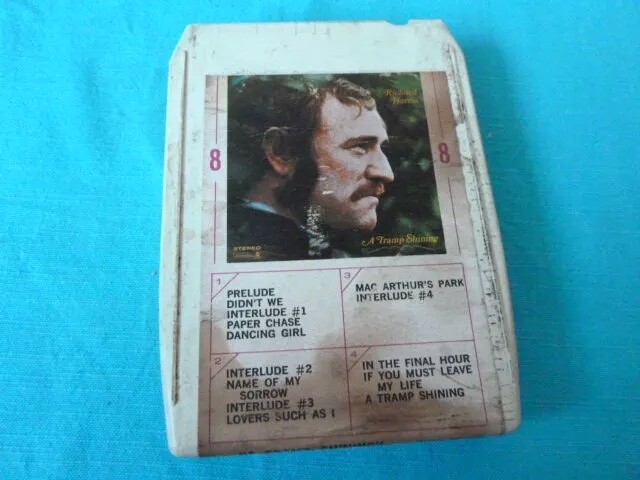 Richard
Harris
8
8
STEREO
A Tramp Shining
1
PRELUDE
DIDN'T WE
INTERLUDE #1
PAPER CHASE
DANCING GIRL
3
MAC ARTHUR'S PARK
INTERLUDE #4
2
INTERLUDE #2
NAME OF MY
SORROW
INTERLUDE #3
LOVERS SUCH AS I
4
IN THE FINAL HOUR
IF YOU MUST LEAVE
MY LIFE
A TRAMP SHINING